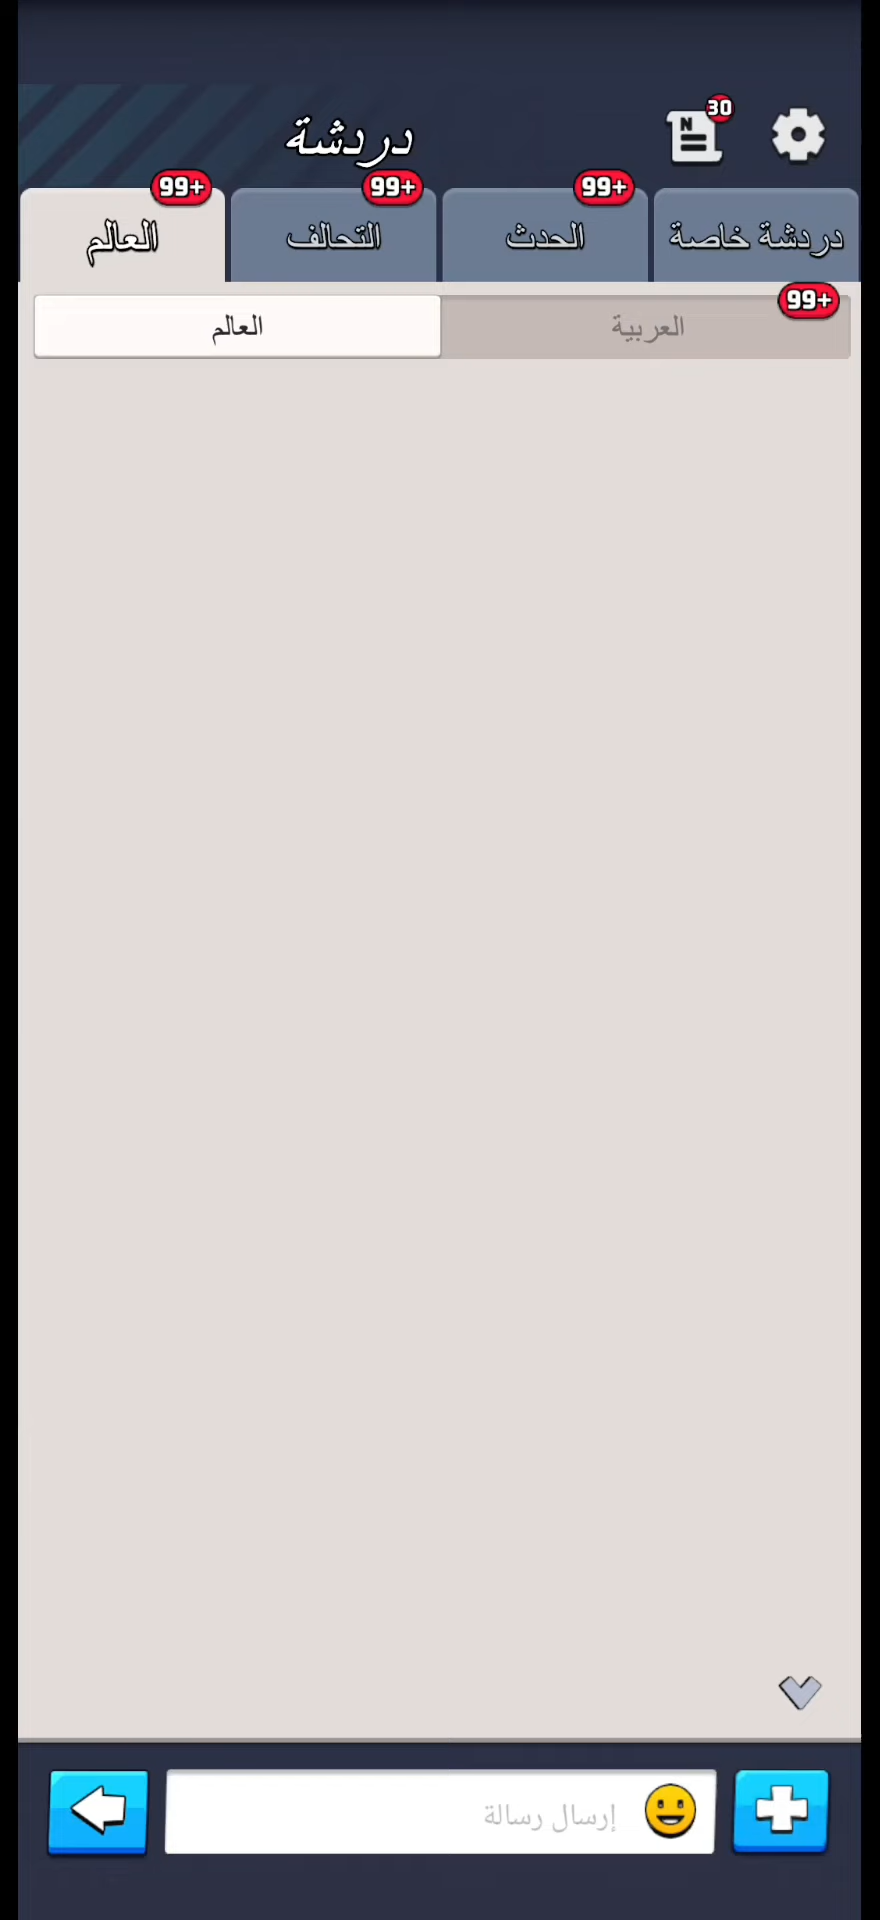 دردشة
30
N
99+
99+
99+
دردشة خاصة
الحدث
التحالف
العالم
99+
العربية
العالم
إرسال رسالة